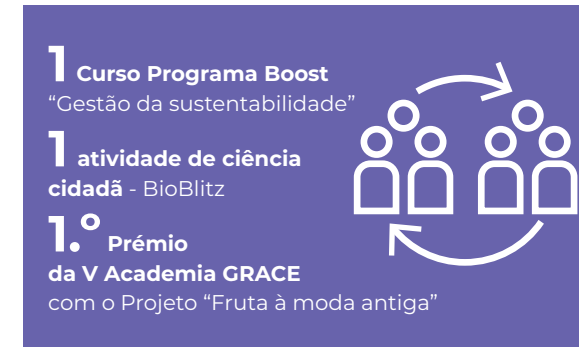 1 Curso Programa Boost
“Gestão da sustentabilidade”
1 atividade de ciência
cidadã - BioBlitz
1.º Prémio
da V Academia GRACE
com o Projeto “Fruta à moda antiga”